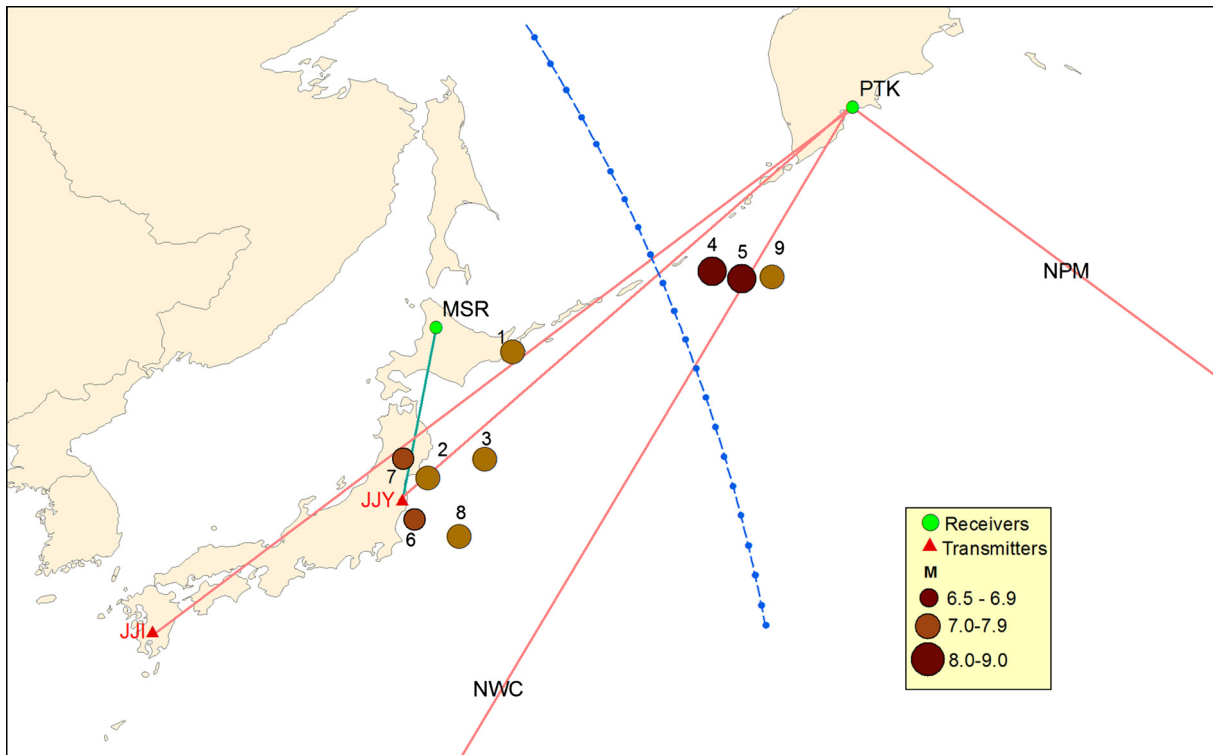 PTK
4
5
9
NPM
MSR
1
3
2
7
JJY
8
6
JJI
NWC
Receivers
Transmitters
M
6.5 - 6.9
7.0-7.9
8.0-9.0